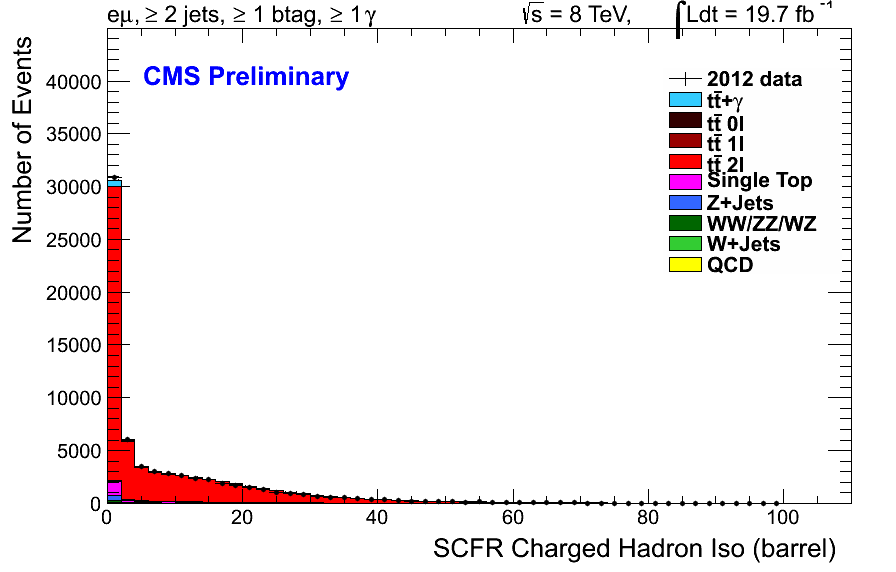 eμ, ≥ 2 jets, ≥ 1 btag, ≥ 1 γ √s = 8 TeV, ∫Ldt = 19.7 fb⁻¹
CMS Preliminary
Number of Events
40000
35000
30000
25000
20000
15000
10000
5000
0
2012 data
tt̄+γ
tt̄ 0l
tt̄ 1l
tt̄ 2l
Single Top
Z+Jets
WW/ZZ/WZ
W+Jets
QCD
0 20 40 60 80 100
SCFR Charged Hadron Iso (barrel)